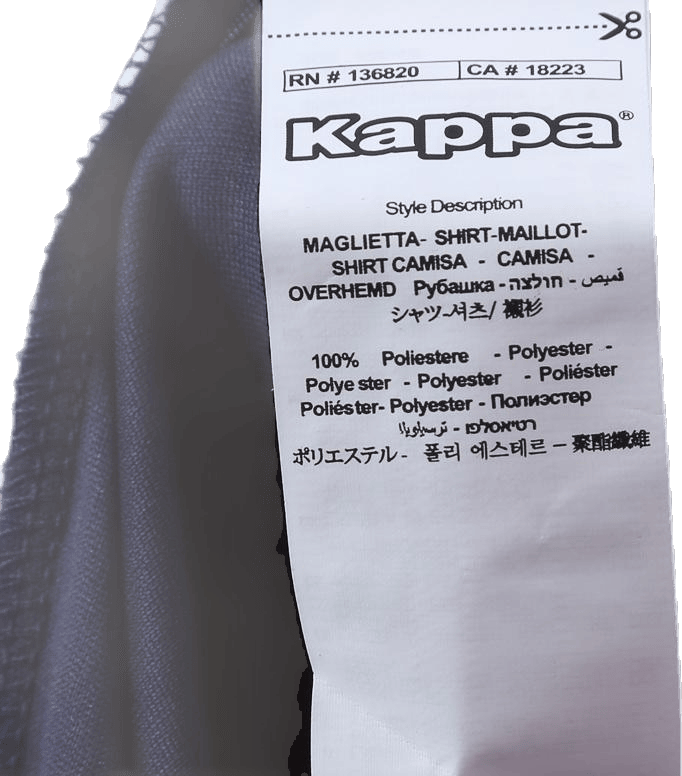 RN # 136820 CA # 18223
Kappa®
Style Description
MAGLIETTA- SHIRT-MAILLOT-
SHIRT CAMISA - CAMISA -
OVERHEMD Рубашка - חולצה - قميص
シャツ-셔츠/ 襯衫
100% Poliestere - Polyester -
Polye ster - Polyester - Poliéster
Poliéster- Polyester - Полиэстер
-
ポリエステル - 폴리 에스테르 - 聚酯纖維